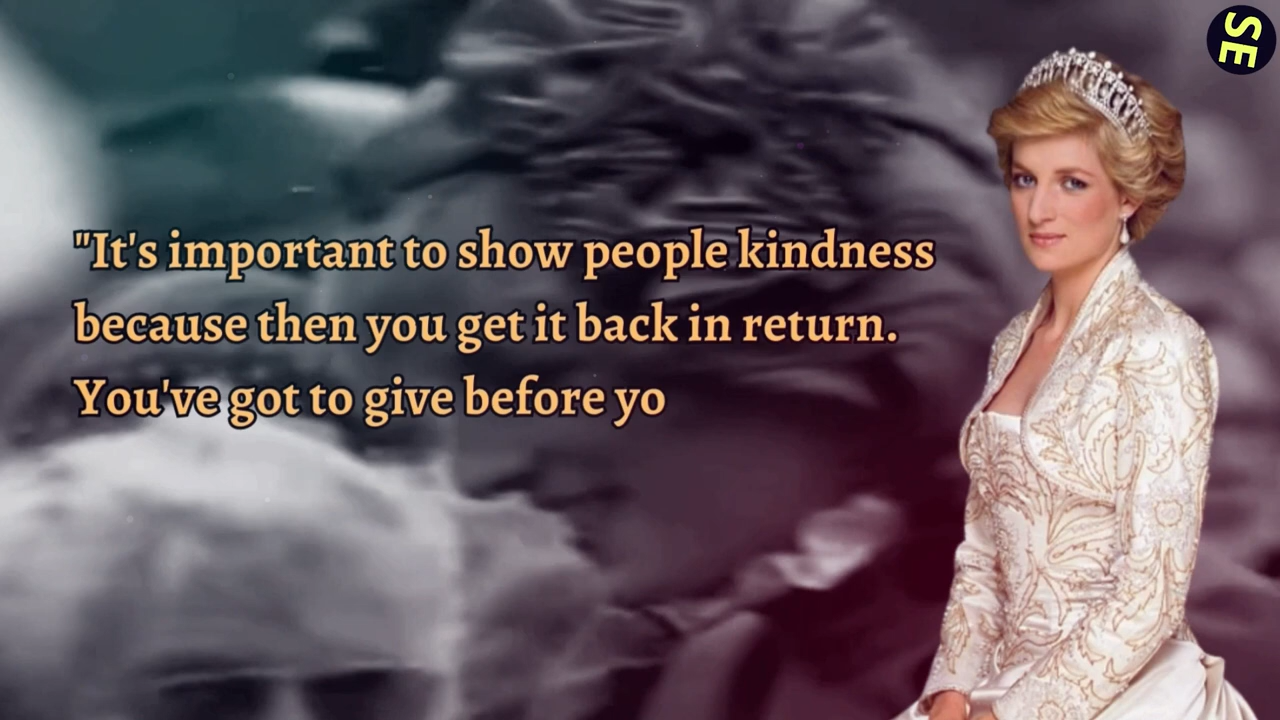 "It's important to show people kindness
because then you get it back in return.
You've got to give before yo
SE